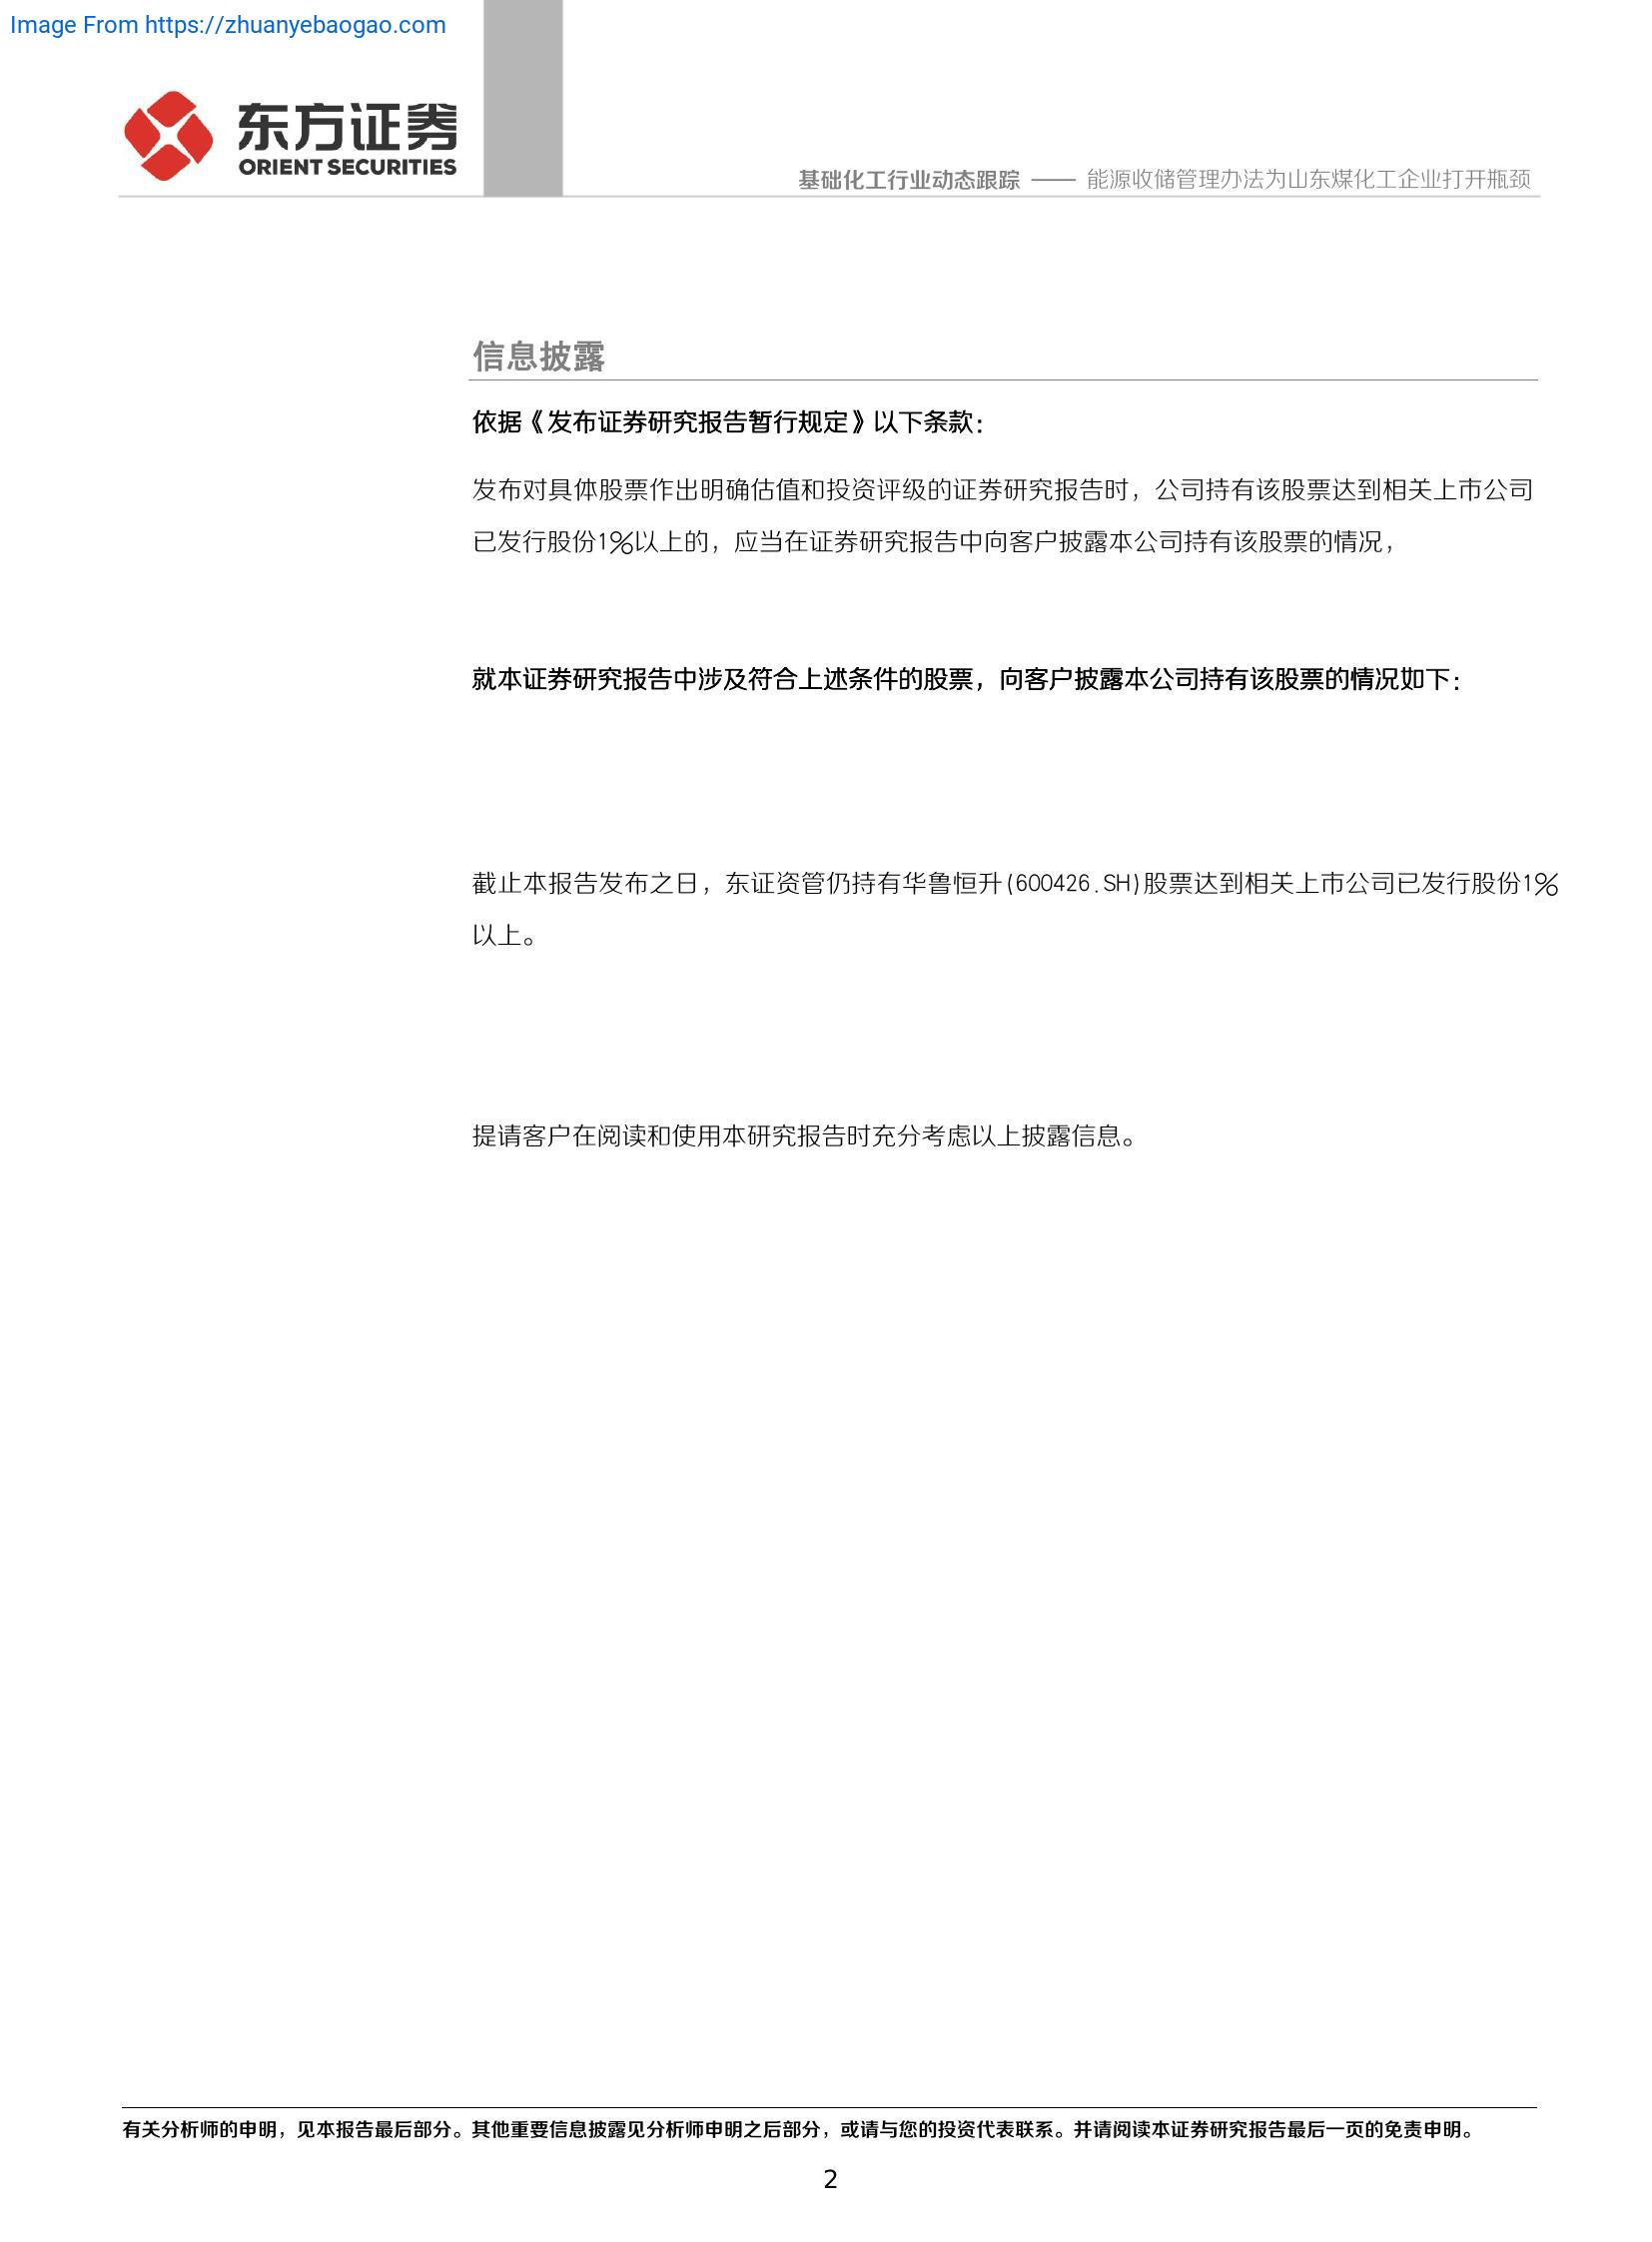 Image From https://zhuanyebaogao.com
东方证券
ORIENT SECURITIES
基础化工行业动态跟踪 —— 能源收储管理办法为山东煤化工企业打开瓶颈
信息披露
依据《发布证券研究报告暂行规定》以下条款：
发布对具体股票作出明确估值和投资评级的证券研究报告时，公司持有该股票达到相关上市公司
已发行股份1%以上的，应当在证券研究报告中向客户披露本公司持有该股票的情况，
就本证券研究报告中涉及符合上述条件的股票，向客户披露本公司持有该股票的情况如下：
截止本报告发布之日，东证资管仍持有华鲁恒升(600426.SH)股票达到相关上市公司已发行股份1%
以上。
提请客户在阅读和使用本研究报告时充分考虑以上披露信息。
有关分析师的申明，见本报告最后部分。其他重要信息披露见分析师申明之后部分，或请与您的投资代表联系。并请阅读本证券研究报告最后一页的免责申明。
2